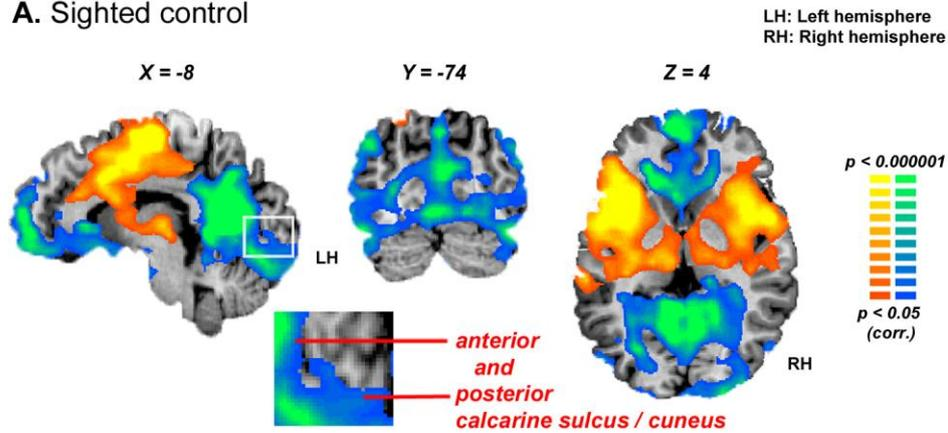 A. Sighted control
LH: Left hemisphere
RH: Right hemisphere
X = -8
Y = -74
Z = 4
p < 0.000001
LH
p < 0.05
(corr.)
anterior
and
posterior
calcarine sulcus / cuneus
RH